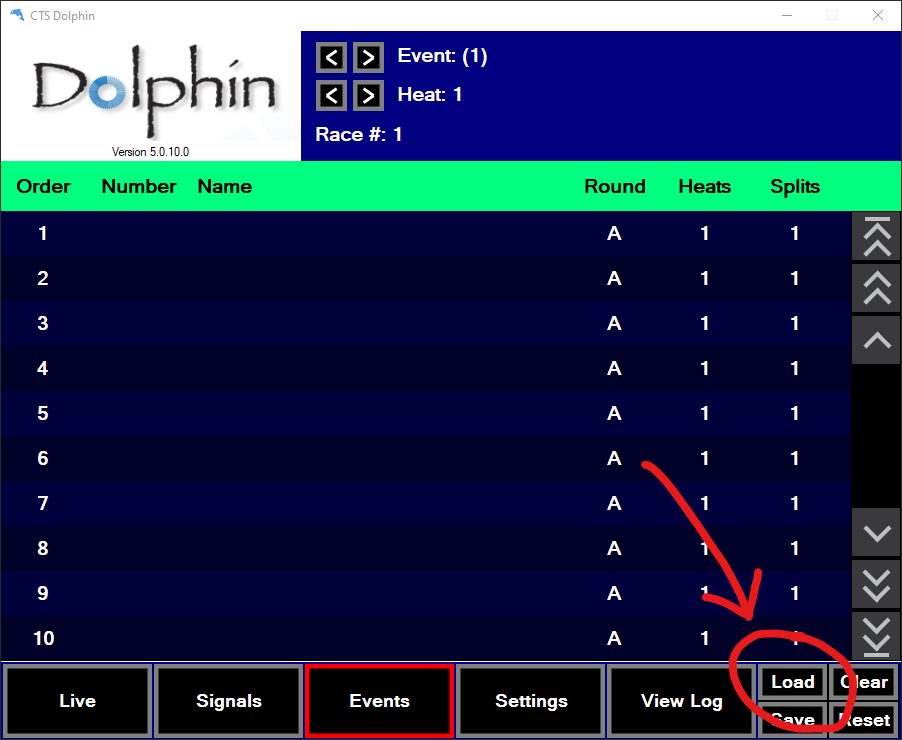 CTS Dolphin
Dolphin
Version 5.0.10.0
< > Event: (1)
< > Heat: 1
Race #: 1
Order Number Name Round Heats Splits
1 A 1 1
2 A 1 1
3 A 1 1
4 A 1 1
5 A 1 1
6 A 1 1
7 A 1 1
8 A 1 1
9 A 1 1
10 A 1 1
Live Signals Events Settings View Log Load Clear
Save Reset